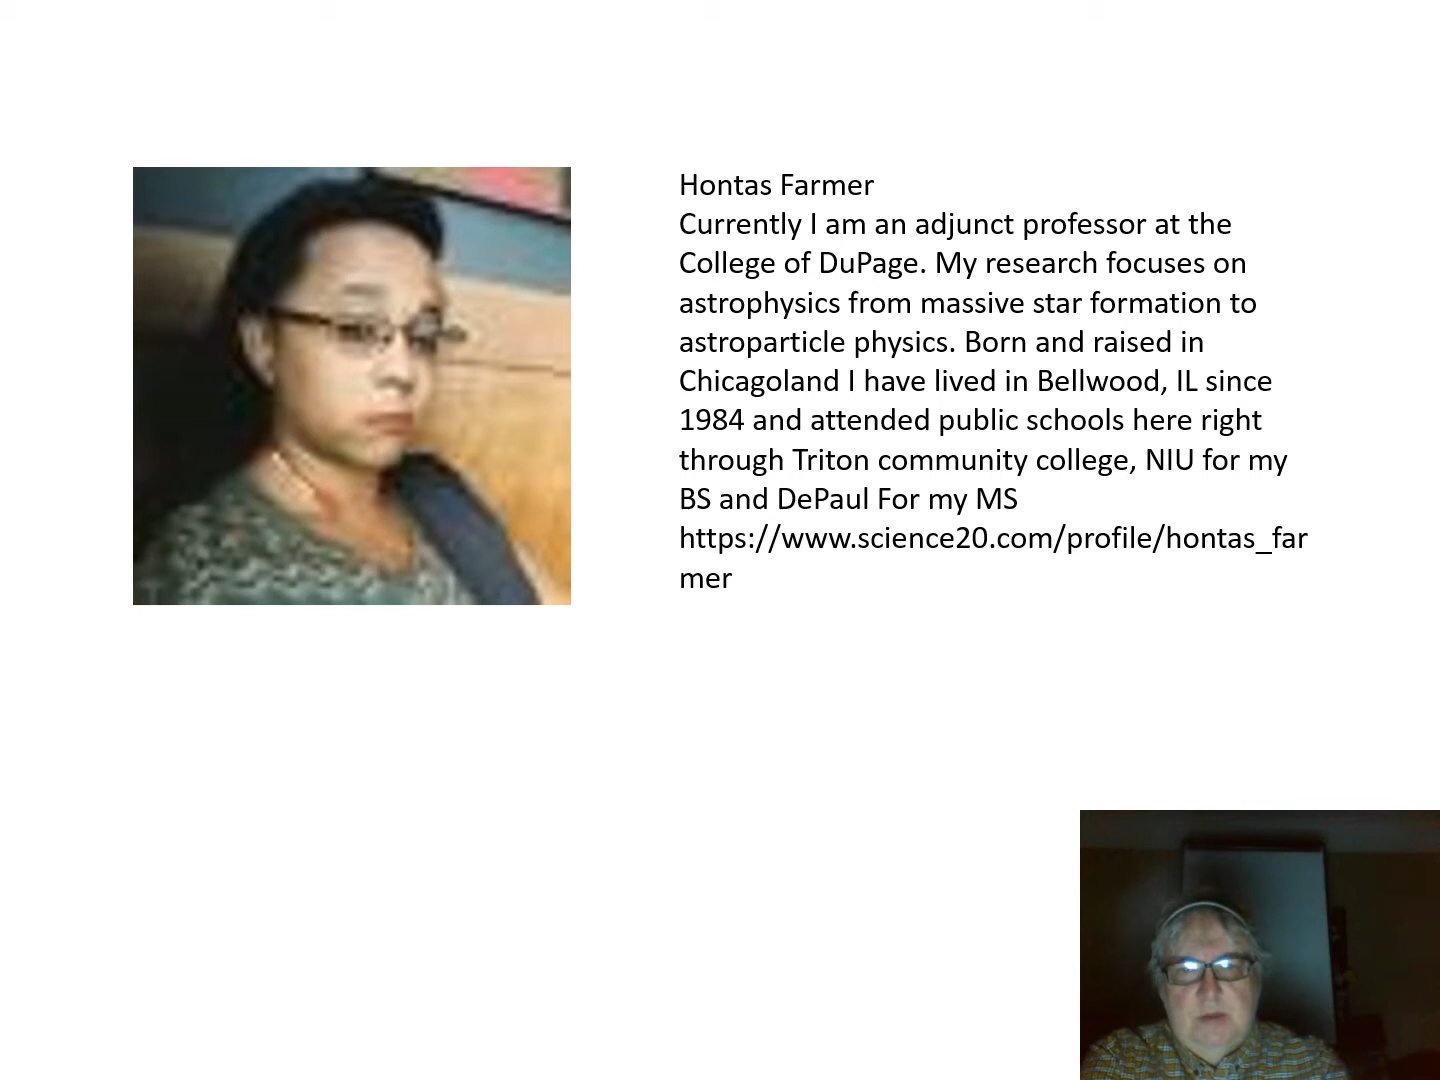 Hontas Farmer
Currently I am an adjunct professor at the
College of DuPage. My research focuses on
astrophysics from massive star formation to
astroparticle physics. Born and raised in
Chicagoland I have lived in Bellwood, IL since
1984 and attended public schools here right
through Triton community college, NIU for my
BS and DePaul For my MS
https://www.science20.com/profile/hontas_far
mer